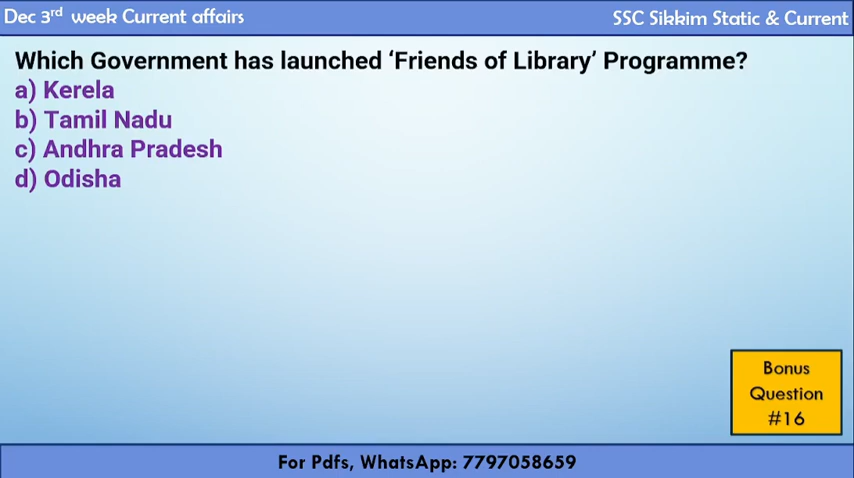 Dec 3rd week Current affairs
SSC Sikkim Static & Current
Which Government has launched ‘Friends of Library’ Programme?
a) Kerela
b) Tamil Nadu
c) Andhra Pradesh
d) Odisha
Bonus
Question
#16
For Pdfs, WhatsApp: 7797058659